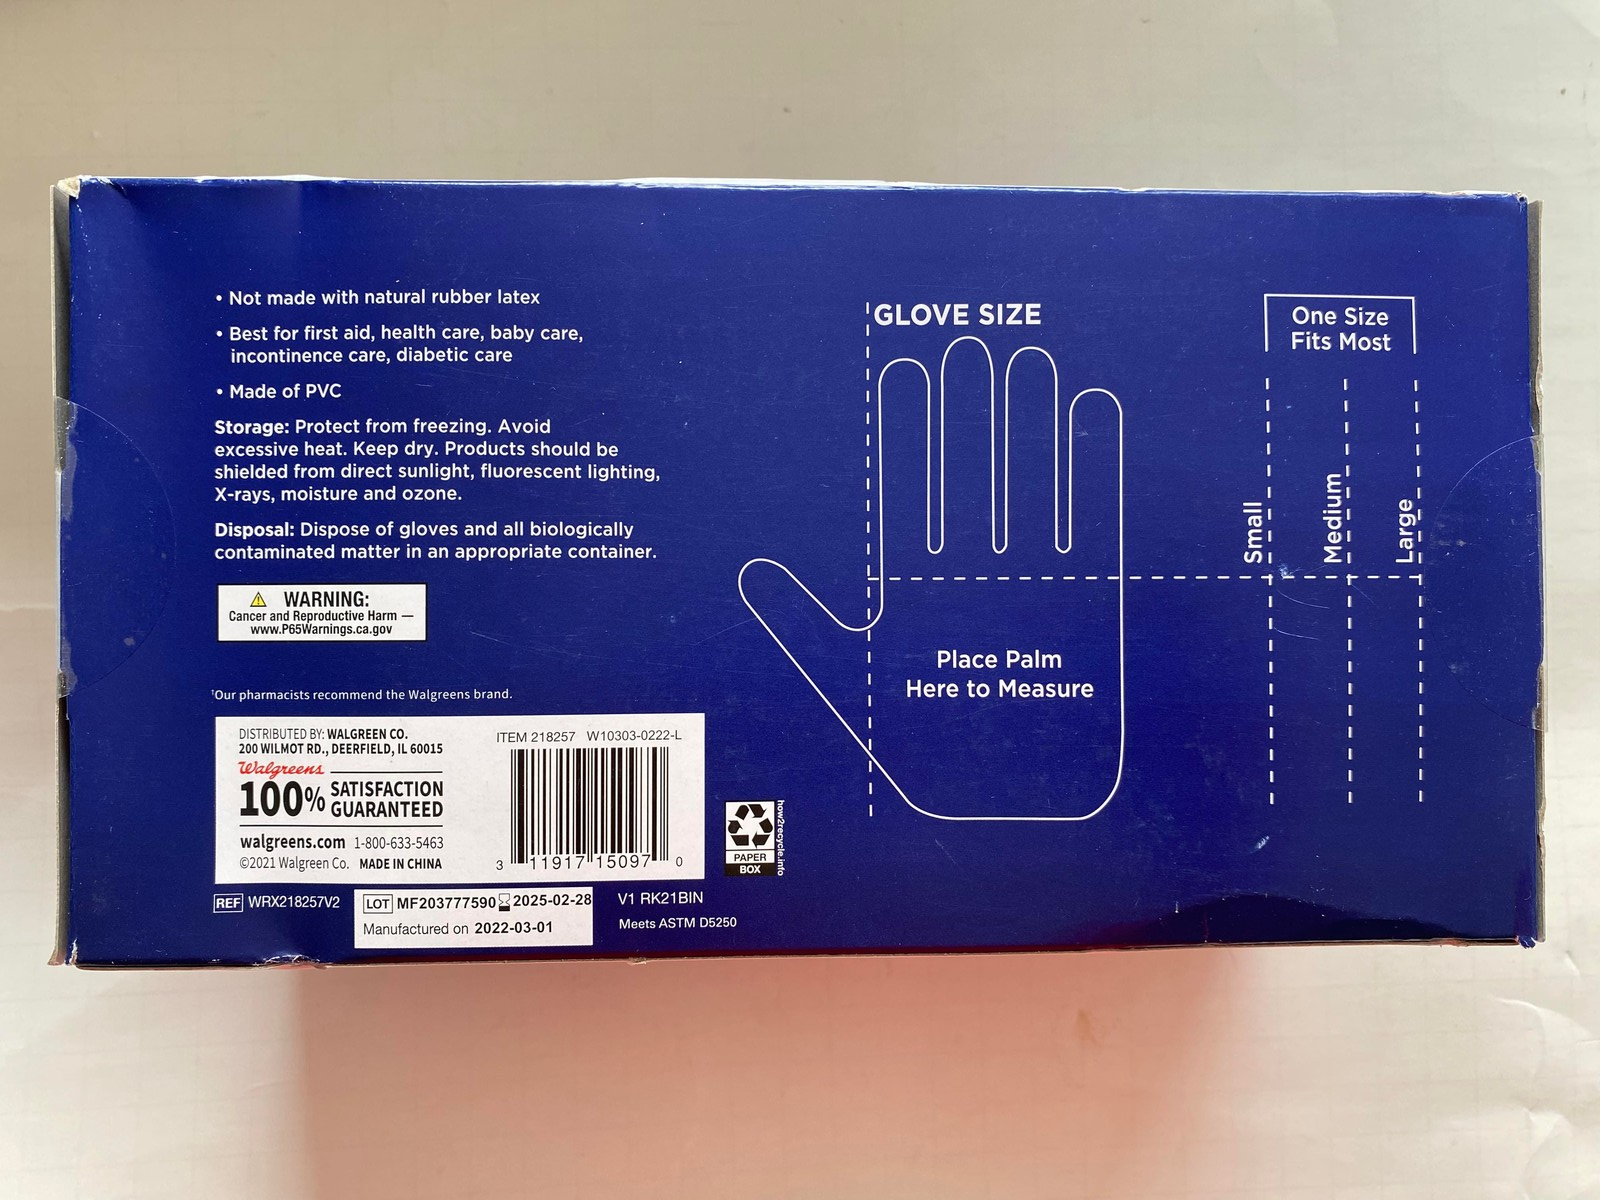 • Not made with natural rubber latex
• Best for first aid, health care, baby care,
incontinence care, diabetic care
• Made of PVC
Storage: Protect from freezing. Avoid
excessive heat. Keep dry. Products should be
shielded from direct sunlight, fluorescent lighting,
X-rays, moisture and ozone.
Disposal: Dispose of gloves and all biologically
contaminated matter in an appropriate container.
WARNING:
Cancer and Reproductive Harm —
www.P65Warnings.ca.gov
†Our pharmacists recommend the Walgreens brand.
DISTRIBUTED BY: WALGREEN CO.
200 WILMOT RD., DEERFIELD, IL 60015
Walgreens
100% SATISFACTION
GUARANTEED
walgreens.com 1-800-633-5463
©2021 Walgreen Co. MADE IN CHINA
ITEM 218257 W10303-0222-L
3 11917 15097 0
REF WRX218257V2
LOT MF203777590 2025-02-28
Manufactured on 2022-03-01
V1 RK21BIN
Meets ASTM D5250
PAPER
BOX
how2recycle.info
GLOVE SIZE
Place Palm
Here to Measure
One Size
Fits Most
Small
Medium
Large